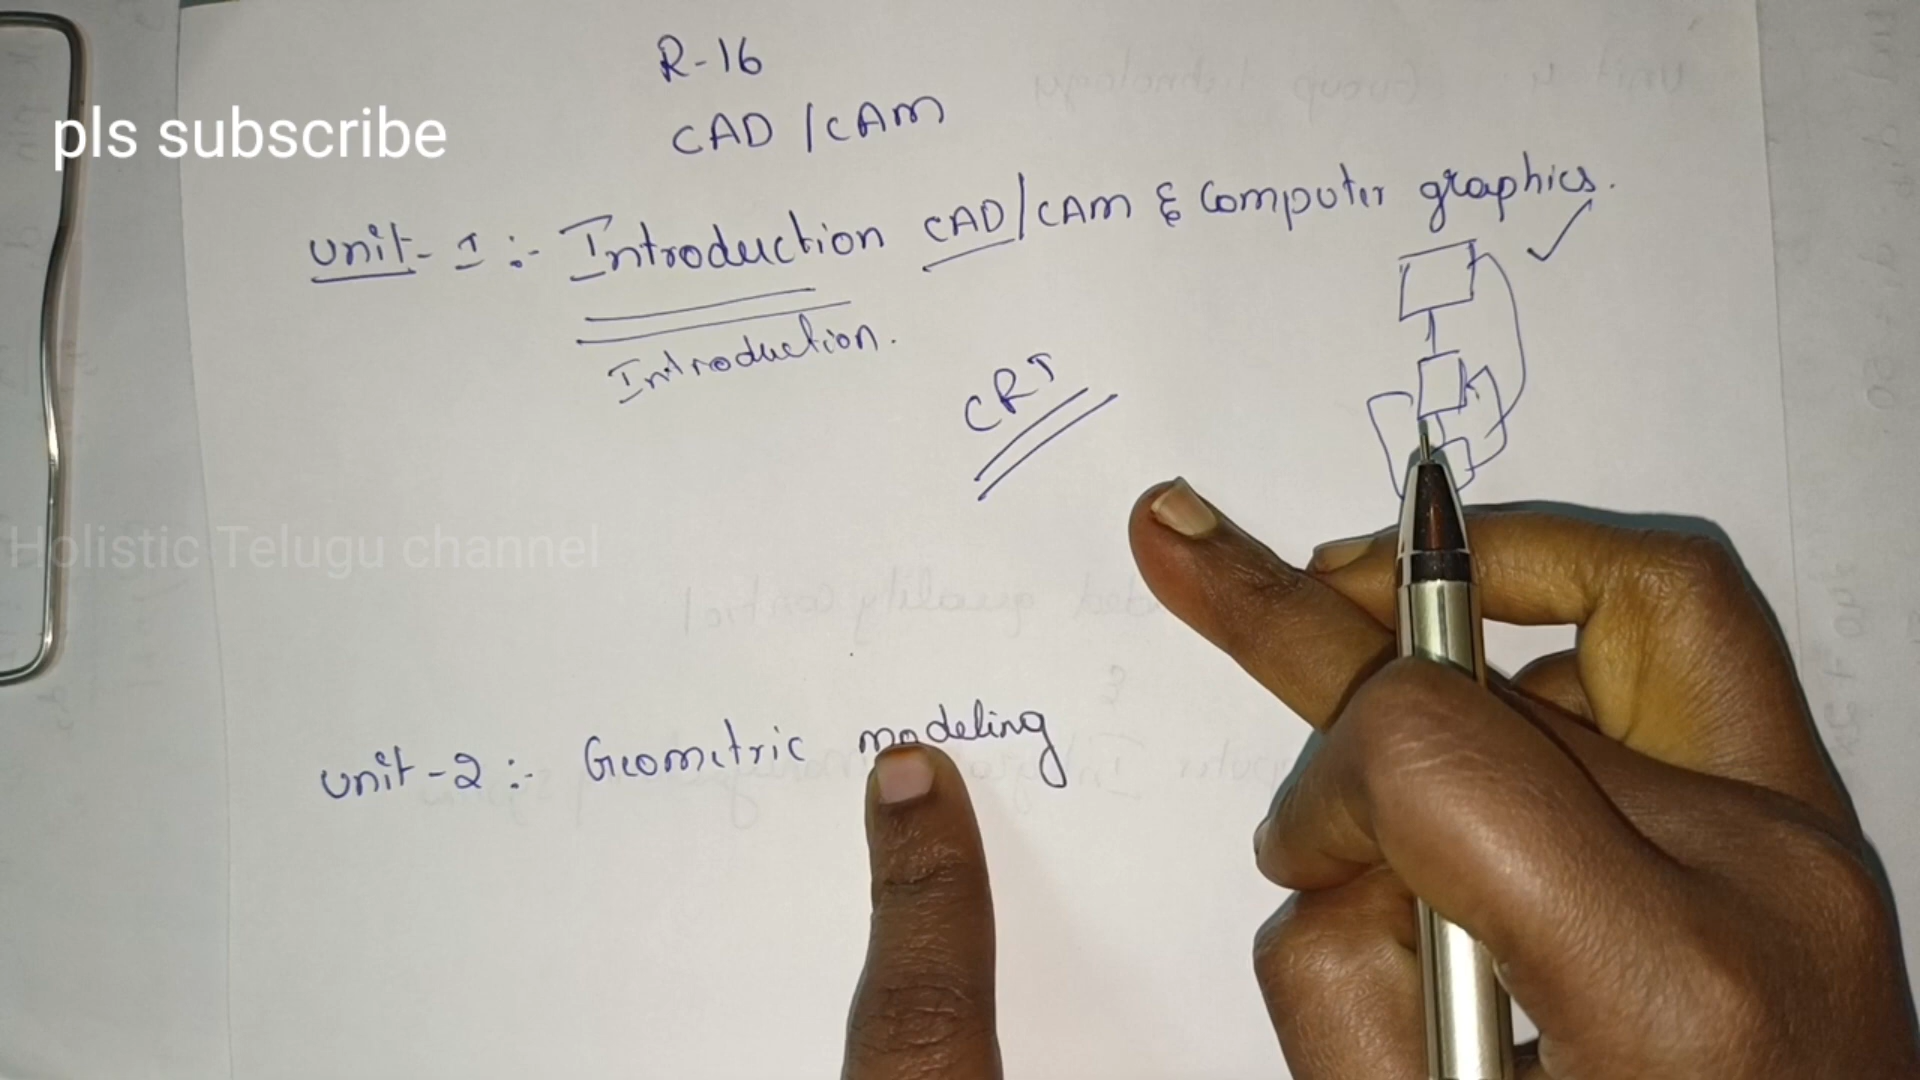 R-16
CAD / CAM
pls subscribe
unit - I :- Introduction CAD/CAM & Computer graphics.
Introduction.
CRT
Holistic Telugu channel
unit - 2 :- Geometric modeling